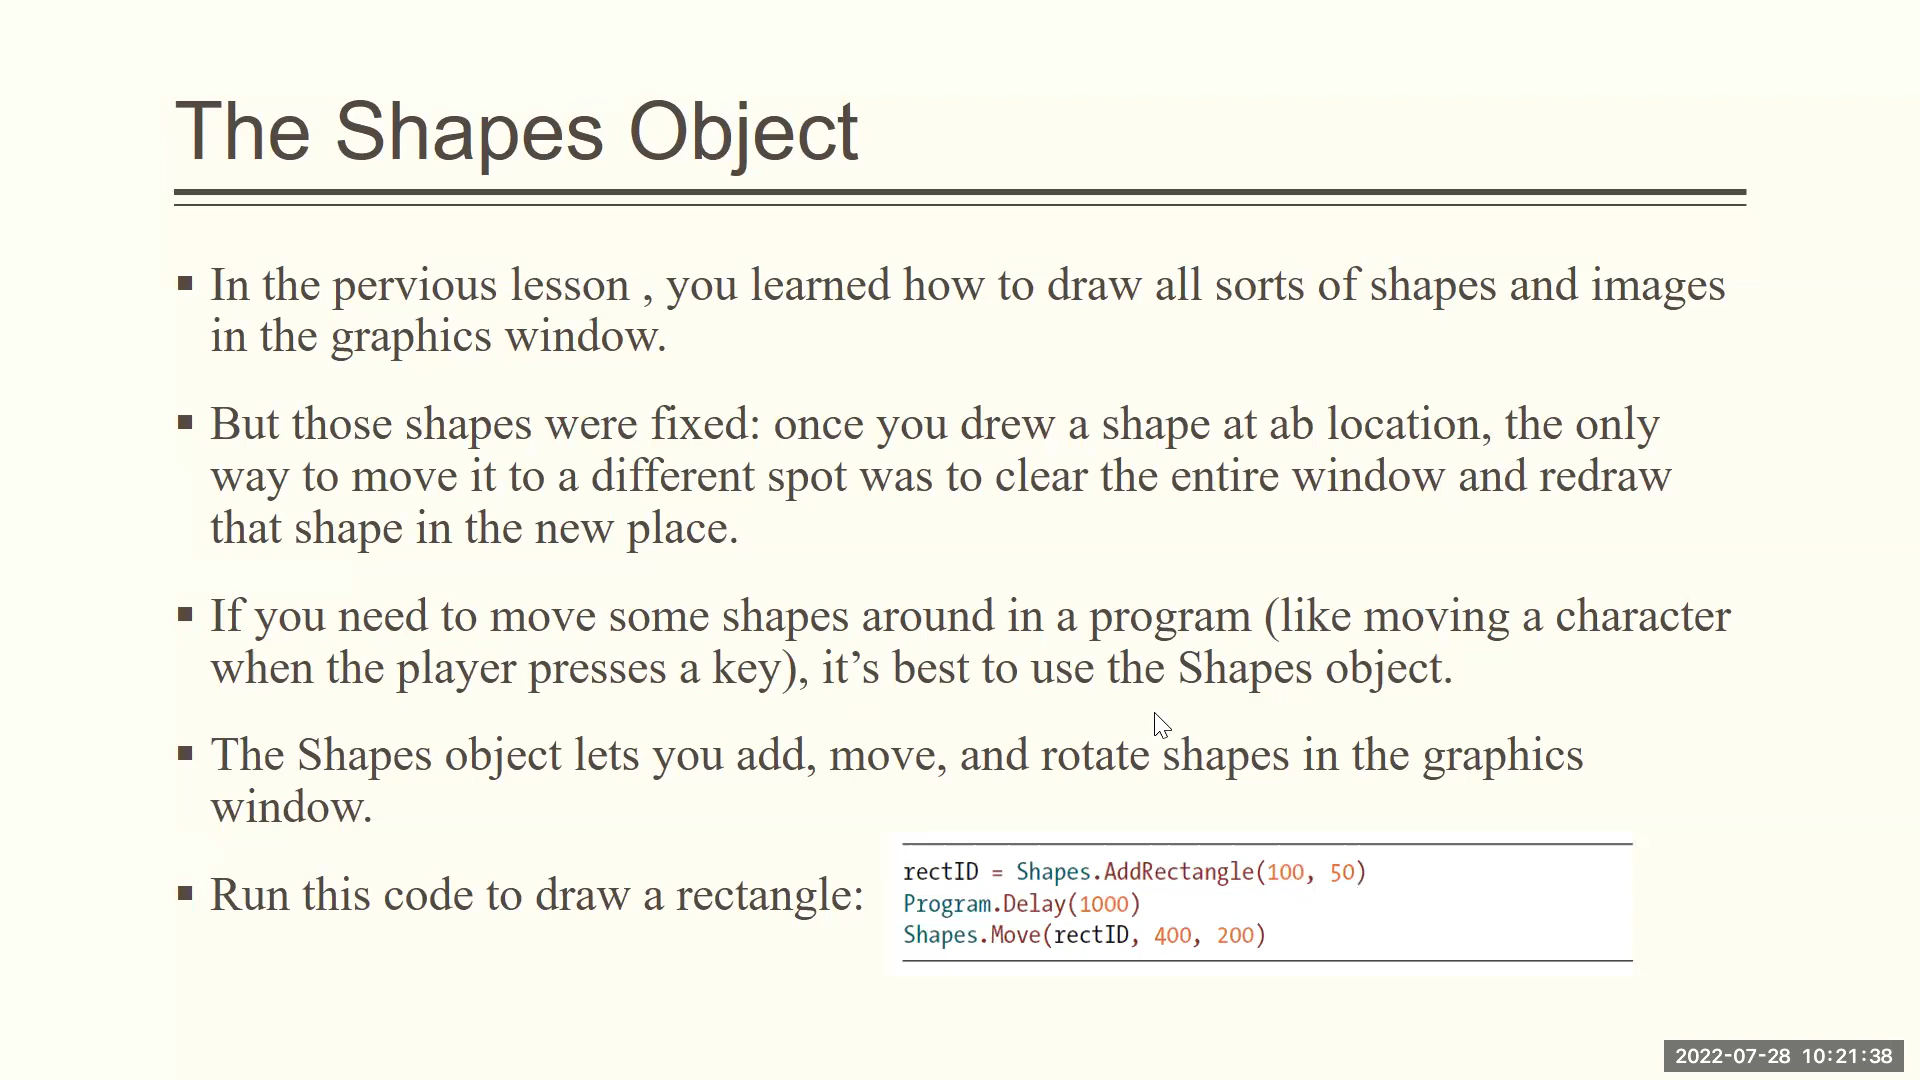 The Shapes Object
▪ In the pervious lesson , you learned how to draw all sorts of shapes and images
in the graphics window.
▪ But those shapes were fixed: once you drew a shape at ab location, the only
way to move it to a different spot was to clear the entire window and redraw
that shape in the new place.
▪ If you need to move some shapes around in a program (like moving a character
when the player presses a key), it’s best to use the Shapes object.
▪ The Shapes object lets you add, move, and rotate shapes in the graphics
window.
▪ Run this code to draw a rectangle:
rectID = Shapes.AddRectangle(100, 50)
Program.Delay(1000)
Shapes.Move(rectID, 400, 200)
2022-07-28 10:21:38